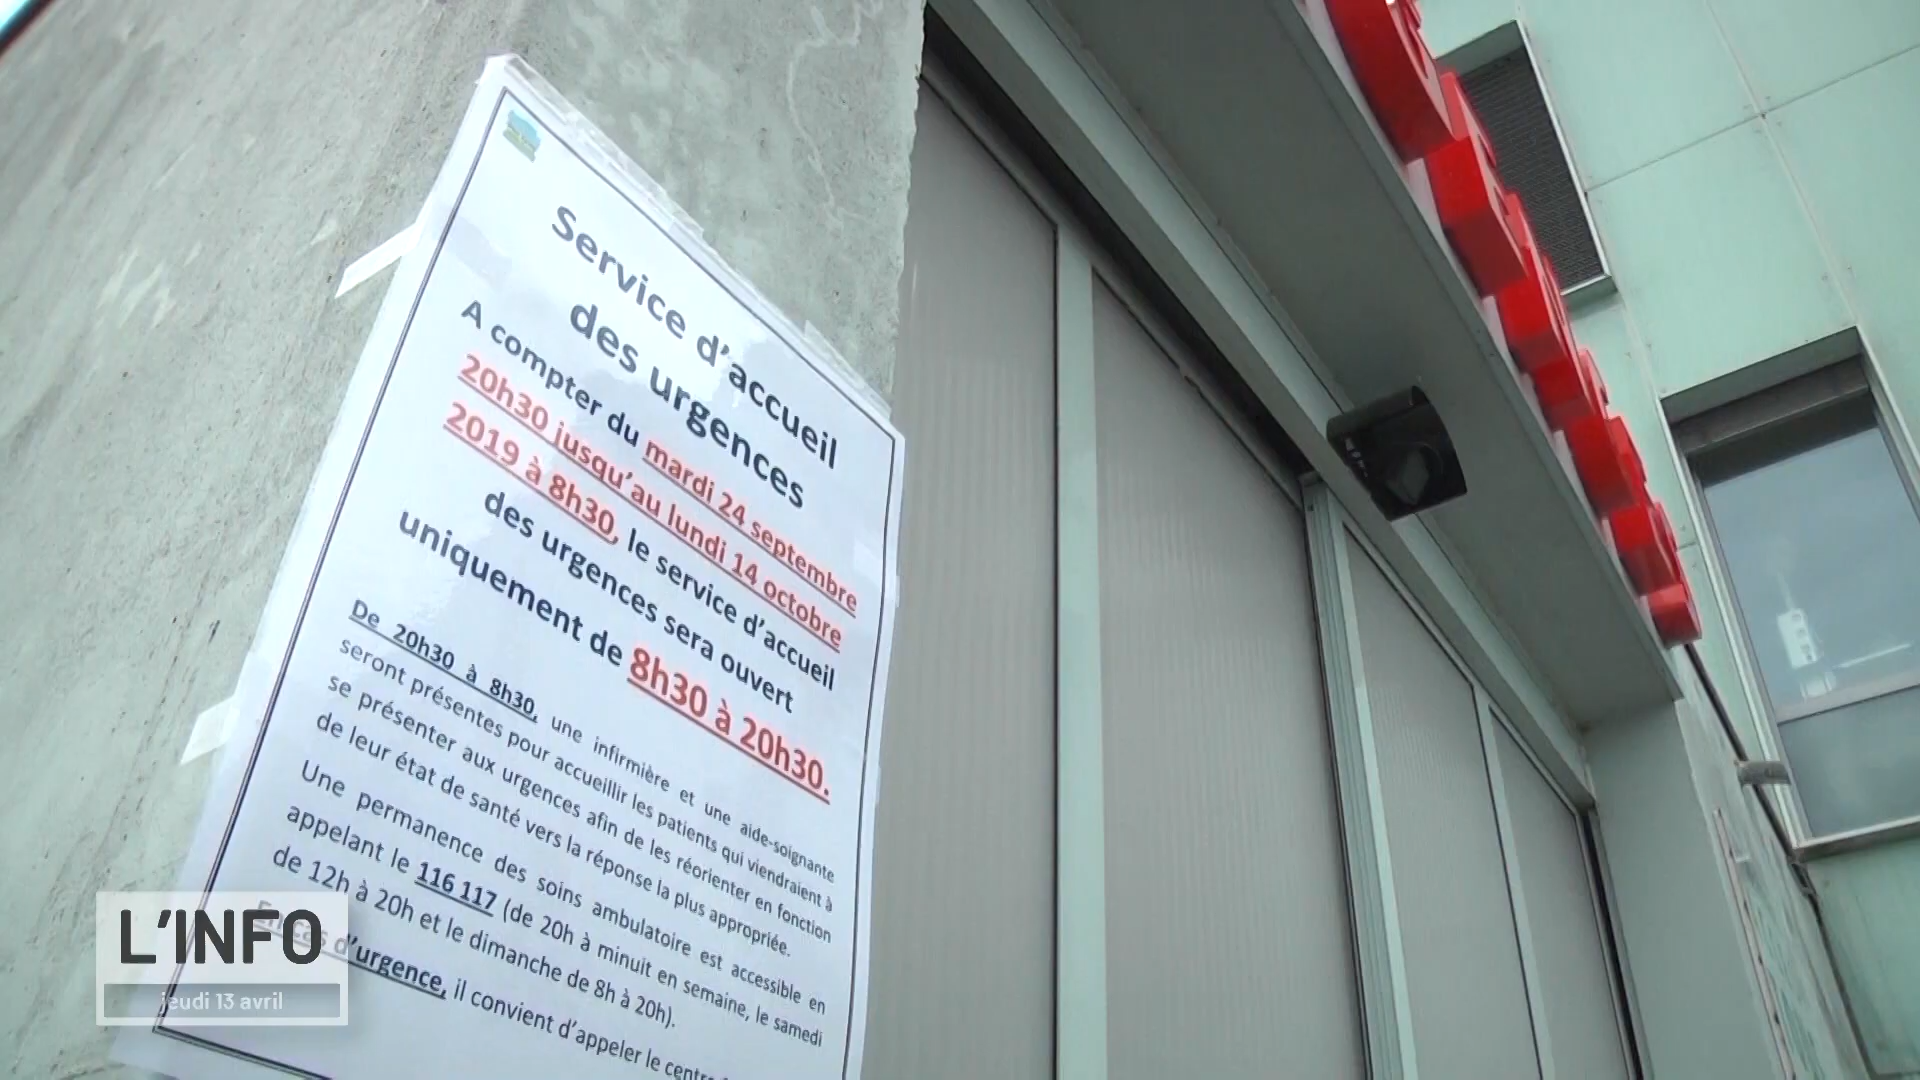 Service d'accueil
des urgences
A compter du mardi 24 septembre
20h30 jusqu'au lundi 14 octobre
2019 à 8h30, le service d'accueil
des urgences sera ouvert
uniquement de 8h30 à 20h30.
De 20h30 à 8h30, une infirmière et une aide-soignante
seront présentes pour accueillir les patients qui viendraient à
se présenter aux urgences afin de les réorienter en fonction
de leur état de santé vers la réponse la plus appropriée.
Une permanence des soins ambulatoire est accessible en
appelant le 116 117 (de 20h à minuit en semaine, le samedi
de 12h à 20h et le dimanche de 8h à 20h).
En cas d'urgence, il convient d'appeler le centre
L'INFO
jeudi 13 avril